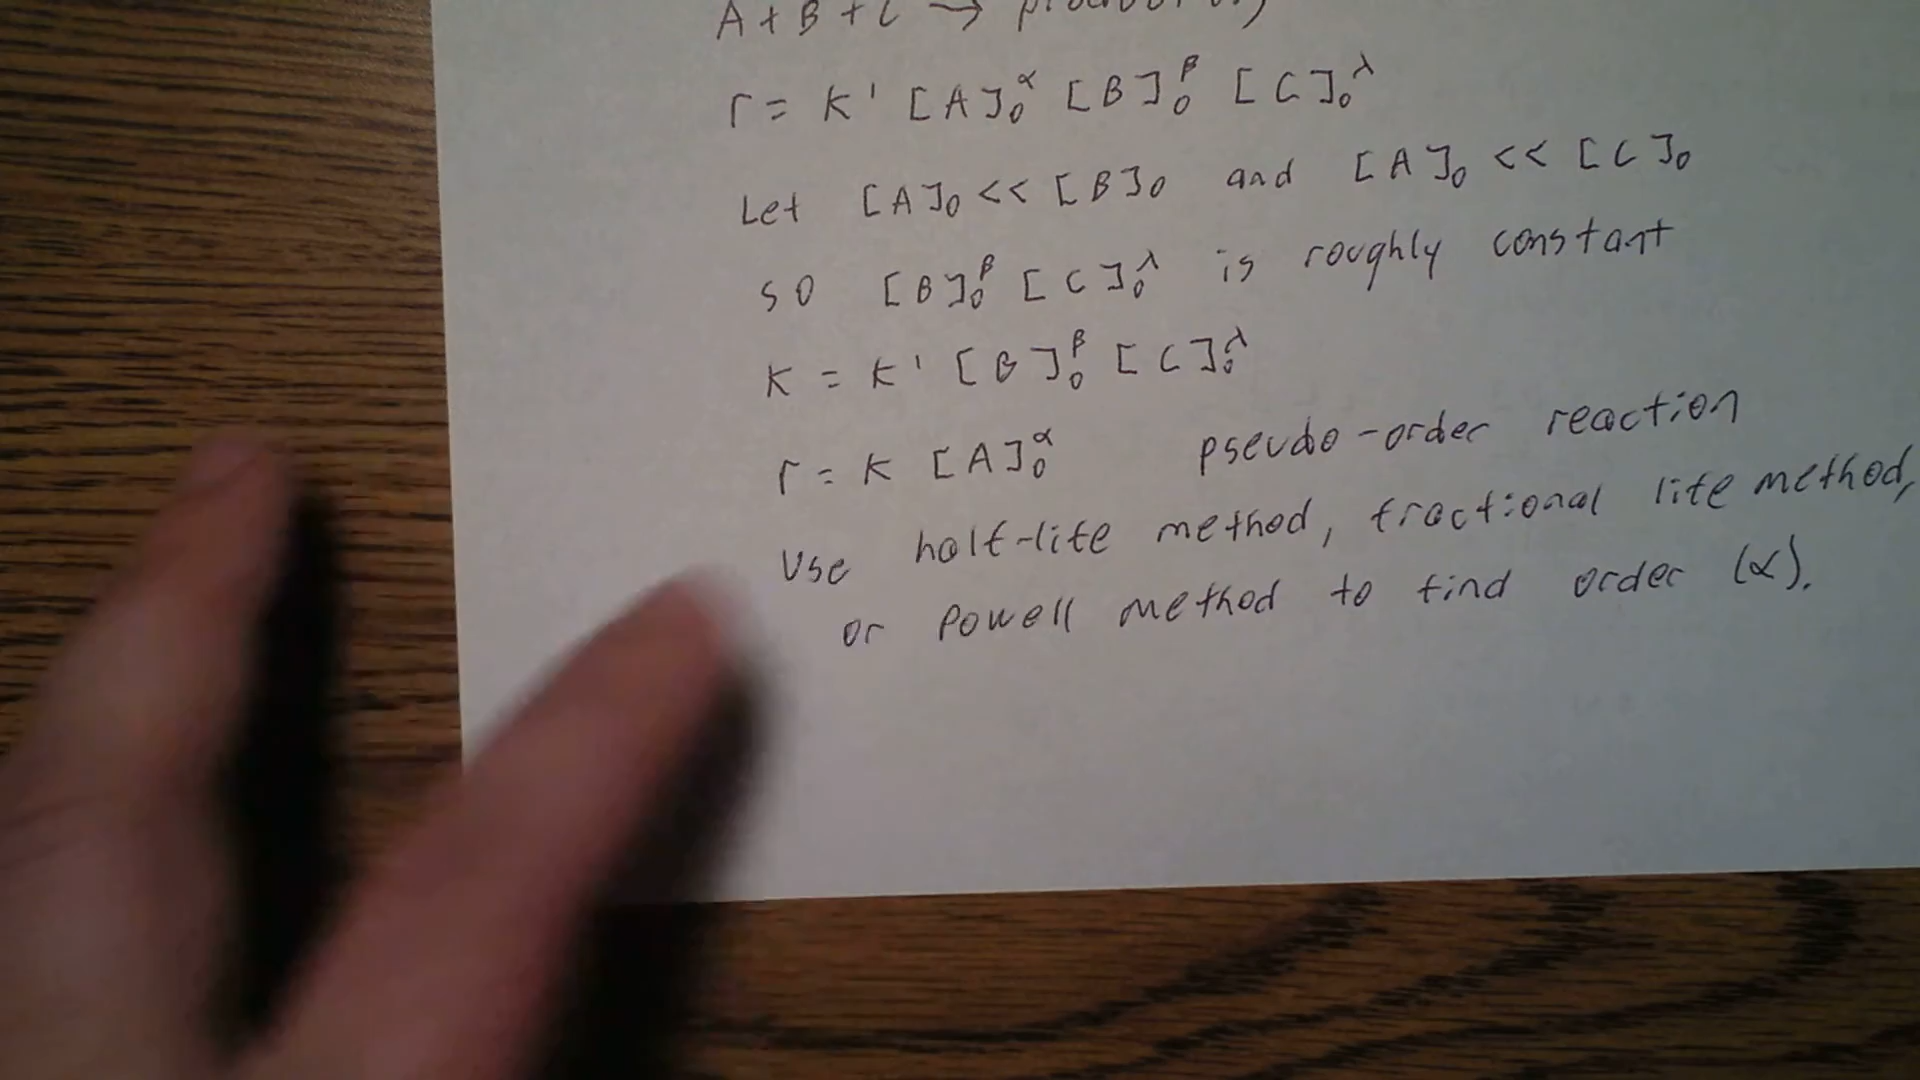 A + B + C →
r = K' [A]₀^α [B]₀^β [C]₀^λ
Let [A]₀ << [B]₀ and [A]₀ << [C]₀
so [B]₀^β [C]₀^λ is roughly constant
K = K' [B]₀^β [C]₀^λ
r = K [A]₀^α pseudo-order reaction
Use half-life method, fractional life method,
or Powell method to find order (α).